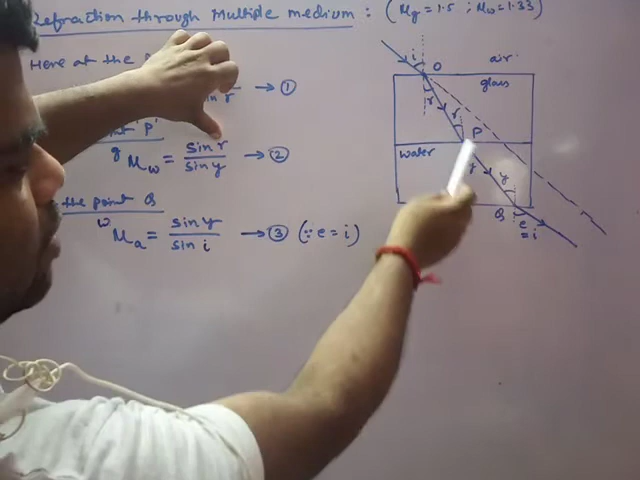 Refraction through Multiple medium : ( μg = 1.5 ; μw = 1.33)
Here at the
sin r → ①
'P'
gμw = sin r / sin y → ②
the point Q
wμa = sin y / sin i → ③ (∵ e = i)
i O air
glass
r r
P
water y y
Q e
= i